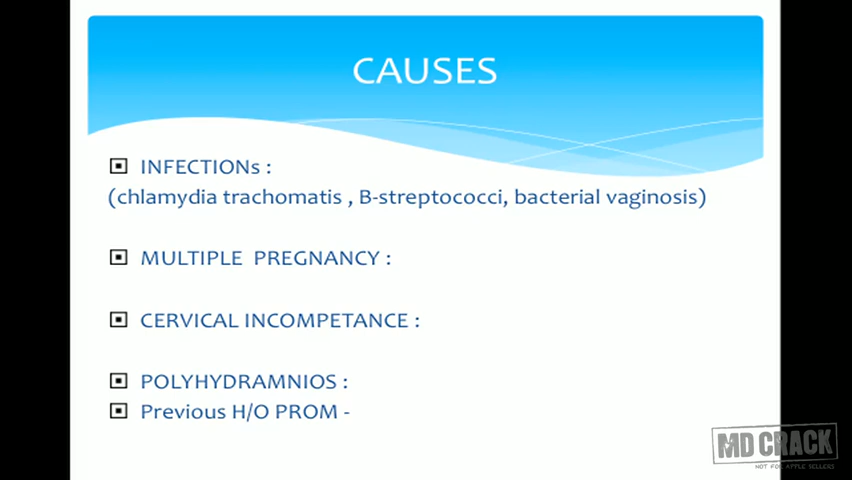 CAUSES
INFECTIONs :
(chlamydia trachomatis , B-streptococci, bacterial vaginosis)
MULTIPLE PREGNANCY :
CERVICAL INCOMPETANCE :
POLYHYDRAMNIOS :
Previous H/O PROM -
MD CRACK
NOT FOR APPLE SELLERS